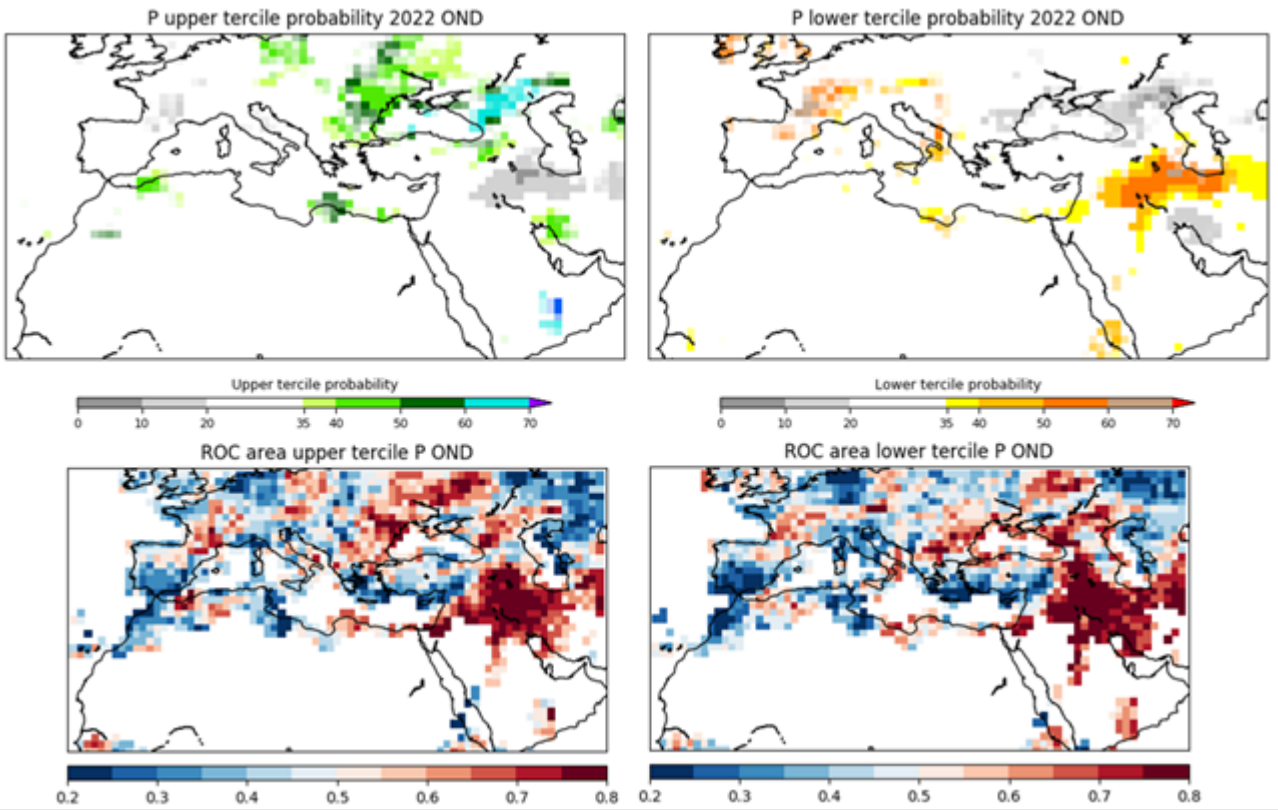 P upper tercile probability 2022 OND
P lower tercile probability 2022 OND
Upper tercile probability
0 10 20 35 40 50 60 70
Lower tercile probability
0 10 20 35 40 50 60 70
ROC area upper tercile P OND
ROC area lower tercile P OND
0.2 0.3 0.4 0.5 0.6 0.7 0.8
0.2 0.3 0.4 0.5 0.6 0.7 0.8